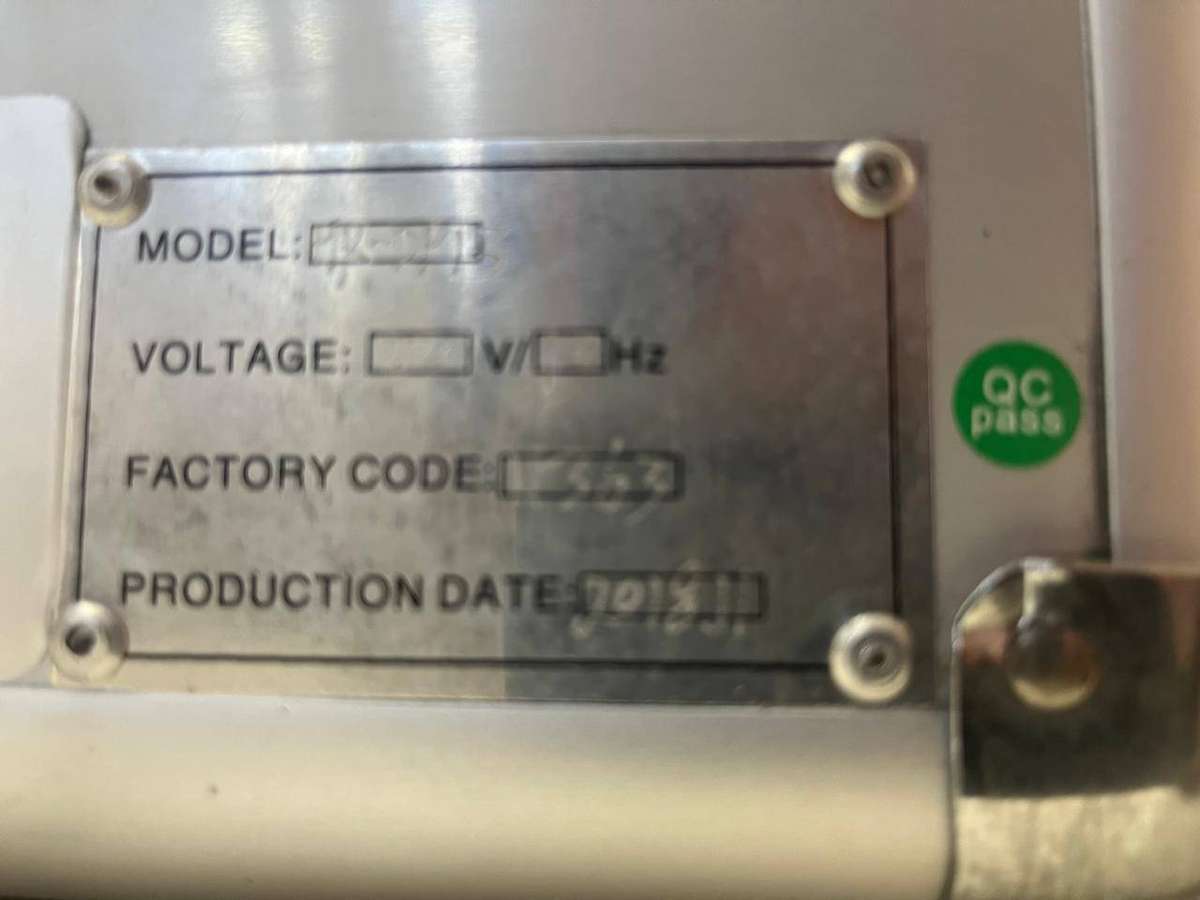 MODEL:
VOLTAGE: V/ Hz
FACTORY CODE:
PRODUCTION DATE:
QC
pass